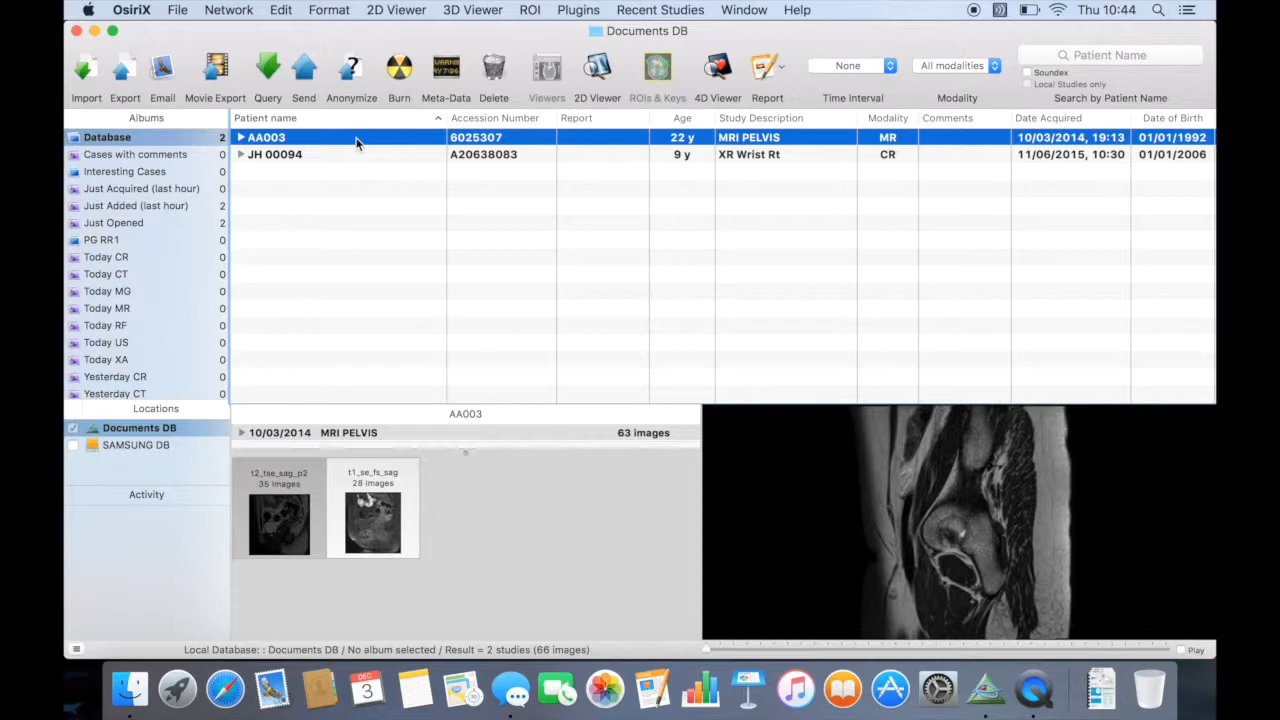 OsiriX File Network Edit Format 2D Viewer 3D Viewer ROI Plugins Recent Studies Window Help Thu 10:44
Documents DB
None All modalities Patient Name
Soundex
Local Studies only
Import Export Email Movie Export Query Send Anonymize Burn Meta-Data Delete Viewers 2D Viewer ROIs & Keys 4D Viewer Report Time Interval Modality Search by Patient Name
Albums Patient name Accession Number Report Age Study Description Modality Comments Date Acquired Date of Birth
Database 2 AA003 6025307 22 y MRI PELVIS MR 10/03/2014, 19:13 01/01/1992
Cases with comments 0 JH 00094 A20638083 9 y XR Wrist Rt CR 11/06/2015, 10:30 01/01/2006
Interesting Cases 0
Just Acquired (last hour) 0
Just Added (last hour) 2
Just Opened 2
PG RR1 0
Today CR 0
Today CT 0
Today MG 0
Today MR 0
Today RF 0
Today US 0
Today XA 0
Yesterday CR 0
Yesterday CT 0
Locations AA003
Documents DB 10/03/2014 MRI PELVIS 63 images
SAMSUNG DB
t2_tse_sag_p2 t1_se_fs_sag
35 Images 28 Images
Activity
Local Database: : Documents DB / No album selected / Result = 2 studies (66 images) Play
DEC
3